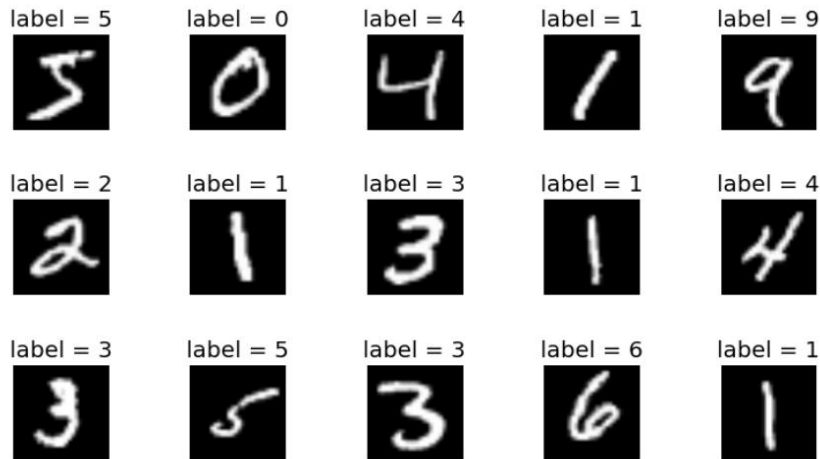 label = 5 label = 0 label = 4 label = 1 label = 9
5 0 4 1 9
label = 2 label = 1 label = 3 label = 1 label = 4
2 1 3 1 4
label = 3 label = 5 label = 3 label = 6 label = 1
3 5 3 6 1